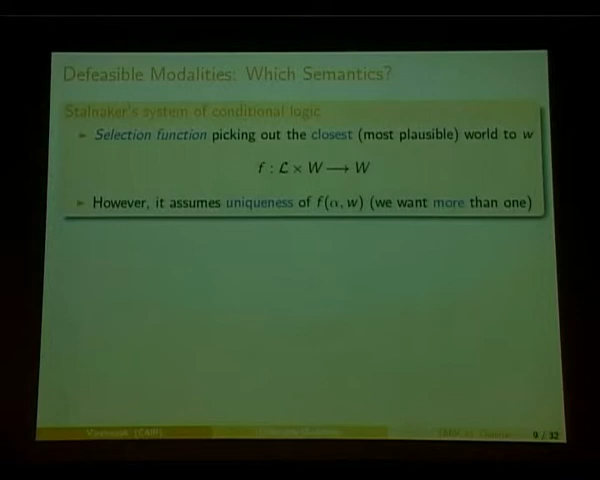 Defeasible Modalities: Which Semantics?
Stalnaker's system of conditional logic
► Selection function picking out the closest (most plausible) world to w
f : ℒ × W ⟶ W
► However, it assumes uniqueness of f(α, w) (we want more than one)
(CAIR)
9 / 32